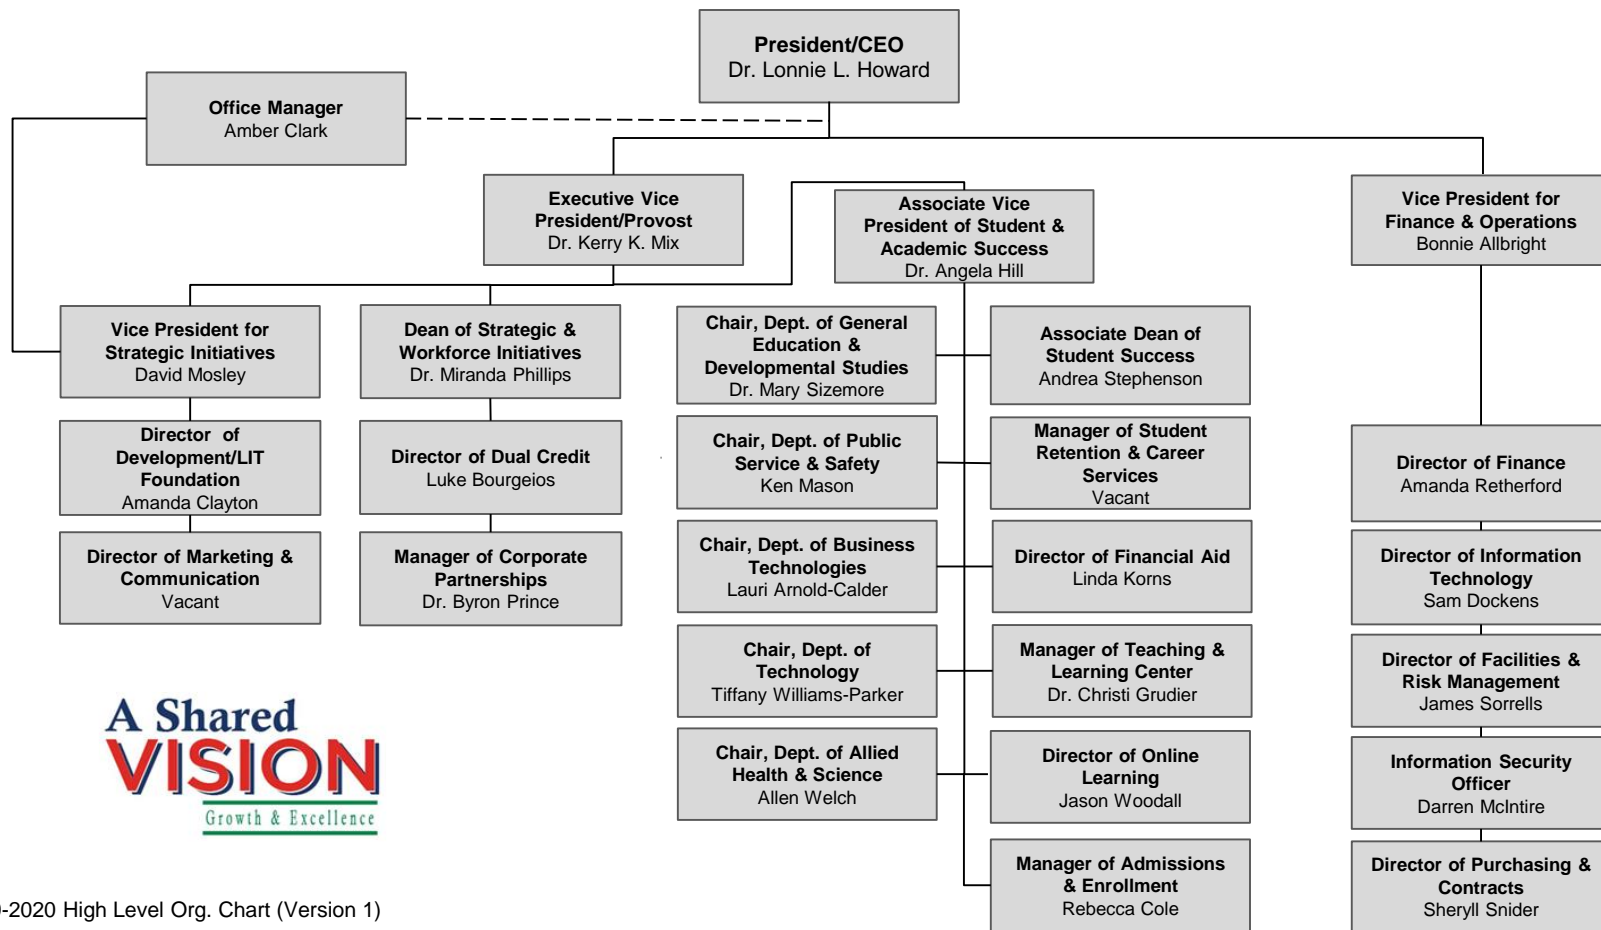 President/CEO
Dr. Lonnie L. Howard
Office Manager
Amber Clark
Executive Vice
President/Provost
Dr. Kerry K. Mix
Associate Vice
President of Student &
Academic Success
Dr. Angela Hill
Vice President for
Finance & Operations
Bonnie Allbright
Vice President for
Strategic Initiatives
David Mosley
Dean of Strategic &
Workforce Initiatives
Dr. Miranda Phillips
Chair, Dept. of General
Education &
Developmental Studies
Dr. Mary Sizemore
Associate Dean of
Student Success
Andrea Stephenson
Director of
Development/LIT
Foundation
Amanda Clayton
Director of Dual Credit
Luke Bourgeios
Chair, Dept. of Public
Service & Safety
Ken Mason
Manager of Student
Retention & Career
Services
Vacant
Director of Finance
Amanda Retherford
Director of Marketing &
Communication
Vacant
Manager of Corporate
Partnerships
Dr. Byron Prince
Chair, Dept. of Business
Technologies
Lauri Arnold-Calder
Director of Financial Aid
Linda Korns
Director of Information
Technology
Sam Dockens
Chair, Dept. of
Technology
Tiffany Williams-Parker
Manager of Teaching &
Learning Center
Dr. Christi Grudier
Director of Facilities &
Risk Management
James Sorrells
Chair, Dept. of Allied
Health & Science
Allen Welch
Director of Online
Learning
Jason Woodall
Information Security
Officer
Darren McIntire
Manager of Admissions
& Enrollment
Rebecca Cole
Director of Purchasing &
Contracts
Sheryll Snider
A Shared
VISION
Growth & Excellence
-2020 High Level Org. Chart (Version 1)